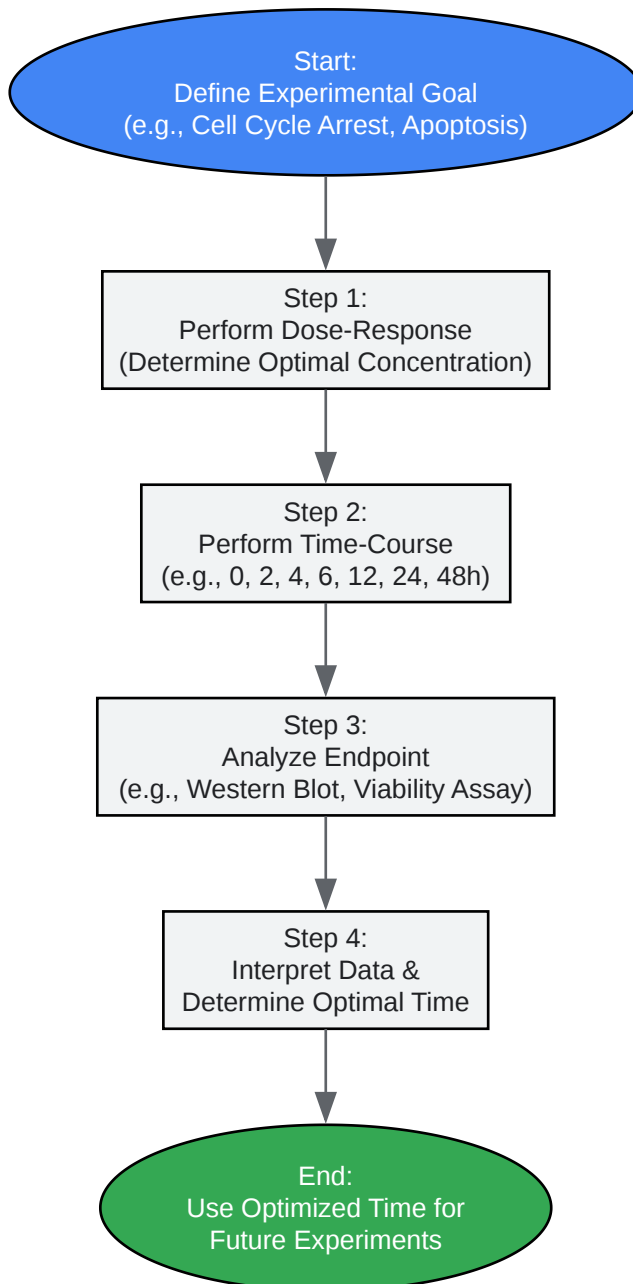 Start:
Define Experimental Goal
(e.g., Cell Cycle Arrest, Apoptosis)
Step 1:
Perform Dose-Response
(Determine Optimal Concentration)
Step 2:
Perform Time-Course
(e.g., 0, 2, 4, 6, 12, 24, 48h)
Step 3:
Analyze Endpoint
(e.g., Western Blot, Viability Assay)
Step 4:
Interpret Data &
Determine Optimal Time
End:
Use Optimized Time for
Future Experiments